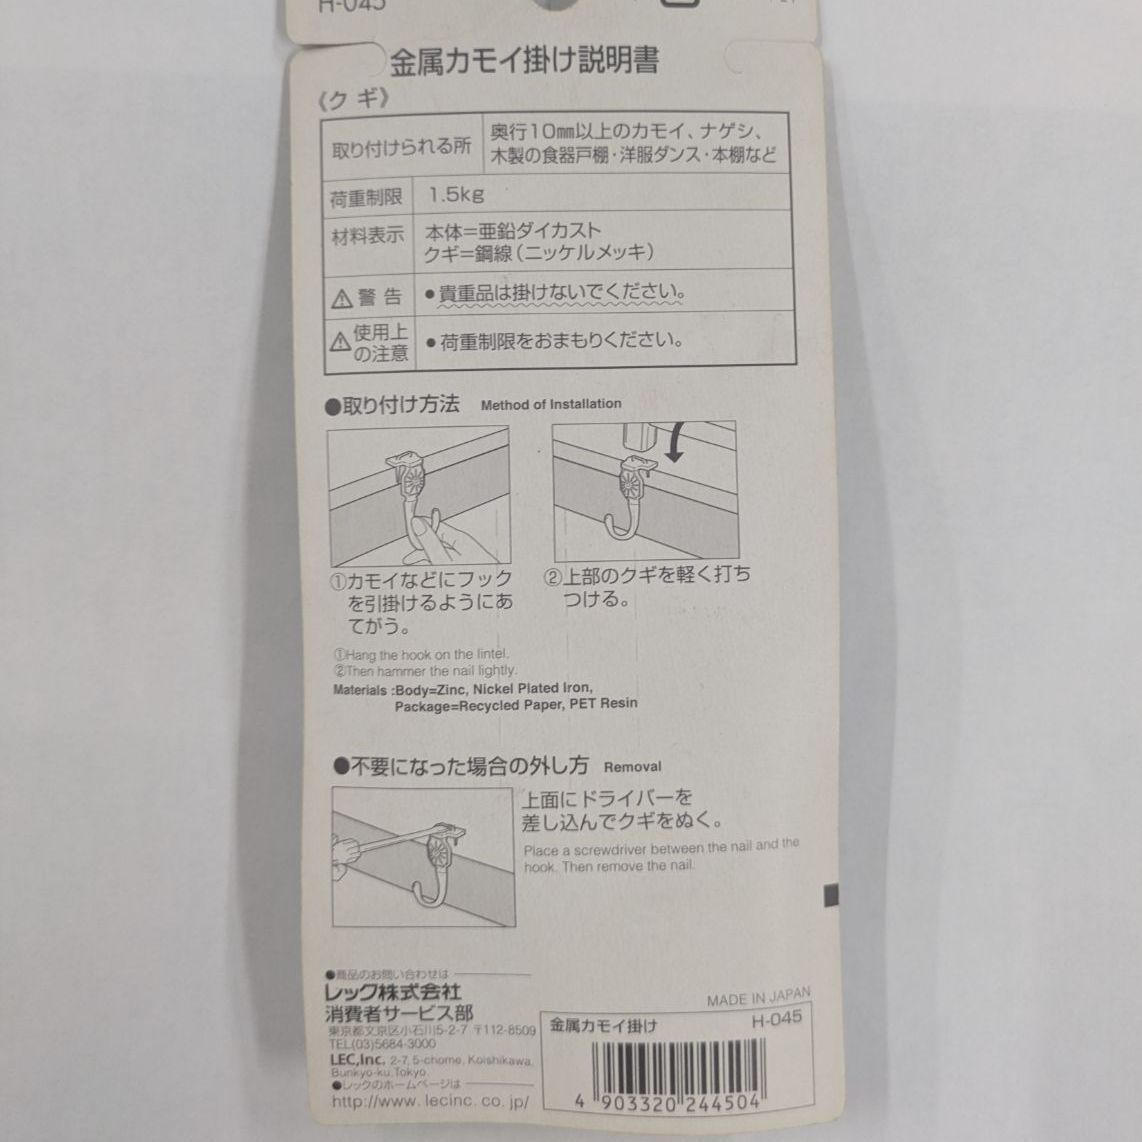 H-045
金属カモイ掛け説明書
《クギ》
取り付けられる所
奥行10mm以上のカモイ、ナゲシ、
木製の食器戸棚・洋服ダンス・本棚など
荷重制限 1.5kg
材料表示
本体＝亜鉛ダイカスト
クギ＝鋼線（ニッケルメッキ）
⚠警告 ●貴重品は掛けないでください。
⚠使用上
の注意
●荷重制限をおまもりください。
●取り付け方法 Method of Installation
①カモイなどにフック
を引掛けるようにあ
てがう。
②上部のクギを軽く打ち
つける。
①Hang the hook on the lintel.
②Then hammer the nail lightly.
Materials :Body=Zinc, Nickel Plated Iron,
Package=Recycled Paper, PET Resin
●不要になった場合の外し方 Removal
上面にドライバーを
差し込んでクギをぬく。
Place a screwdriver between the nail and the
hook. Then remove the nail.
●商品のお問い合わせは
レック株式会社
消費者サービス部
東京都文京区小石川5-2-7 〒112-8509
TEL(03)5684-3000
LEC,Inc. 2-7, 5-chome, Koishikawa,
Bunkyo-ku,Tokyo.
●レックのホームページは
http://www.lecinc.co.jp/
MADE IN JAPAN
金属カモイ掛け H-045
4 903320 244504